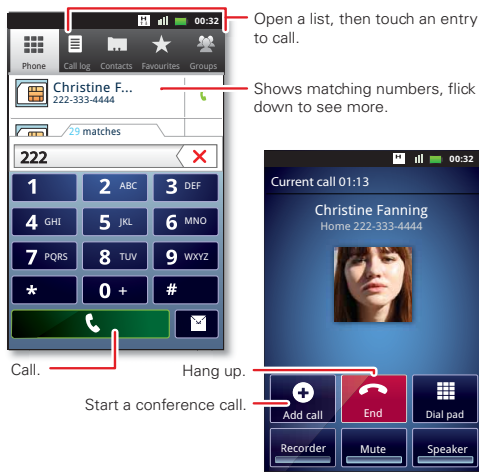 00:32
Open a list, then touch an entry
to call.
Phone Call log Contacts Favourites Groups
Christine F...
222-333-4444
Shows matching numbers, flick
down to see more.
29 matches
222
1 2 ABC 3 DEF
4 GHI 5 JKL 6 MNO
7 PQRS 8 TUV 9 WXYZ
* 0 + #
Call.
H 00:32
Current call 01:13
Christine Fanning
Home 222-333-4444
Hang up.
Start a conference call.
Add call End Dial pad
Recorder Mute Speaker